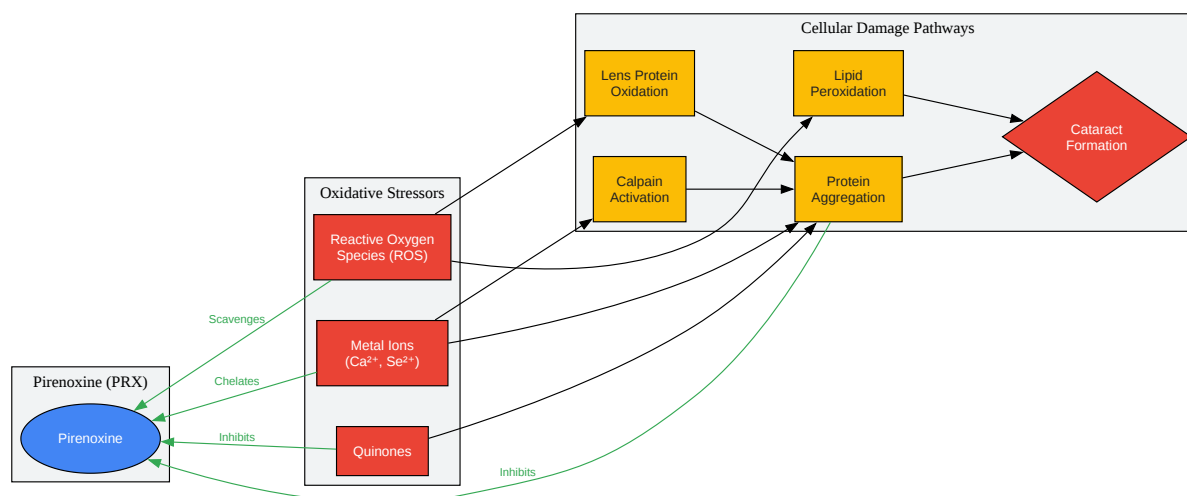 Cellular Damage Pathways
Lens Protein
Oxidation
Lipid
Peroxidation
Cataract
Formation
Calpain
Activation
Protein
Aggregation
Oxidative Stressors
Reactive Oxygen
Species (ROS)
Scavenges
Metal Ions
(Ca²⁺, Se²⁺)
Pirenoxine (PRX)
Chelates
Pirenoxine
Inhibits
Quinones
Inhibits